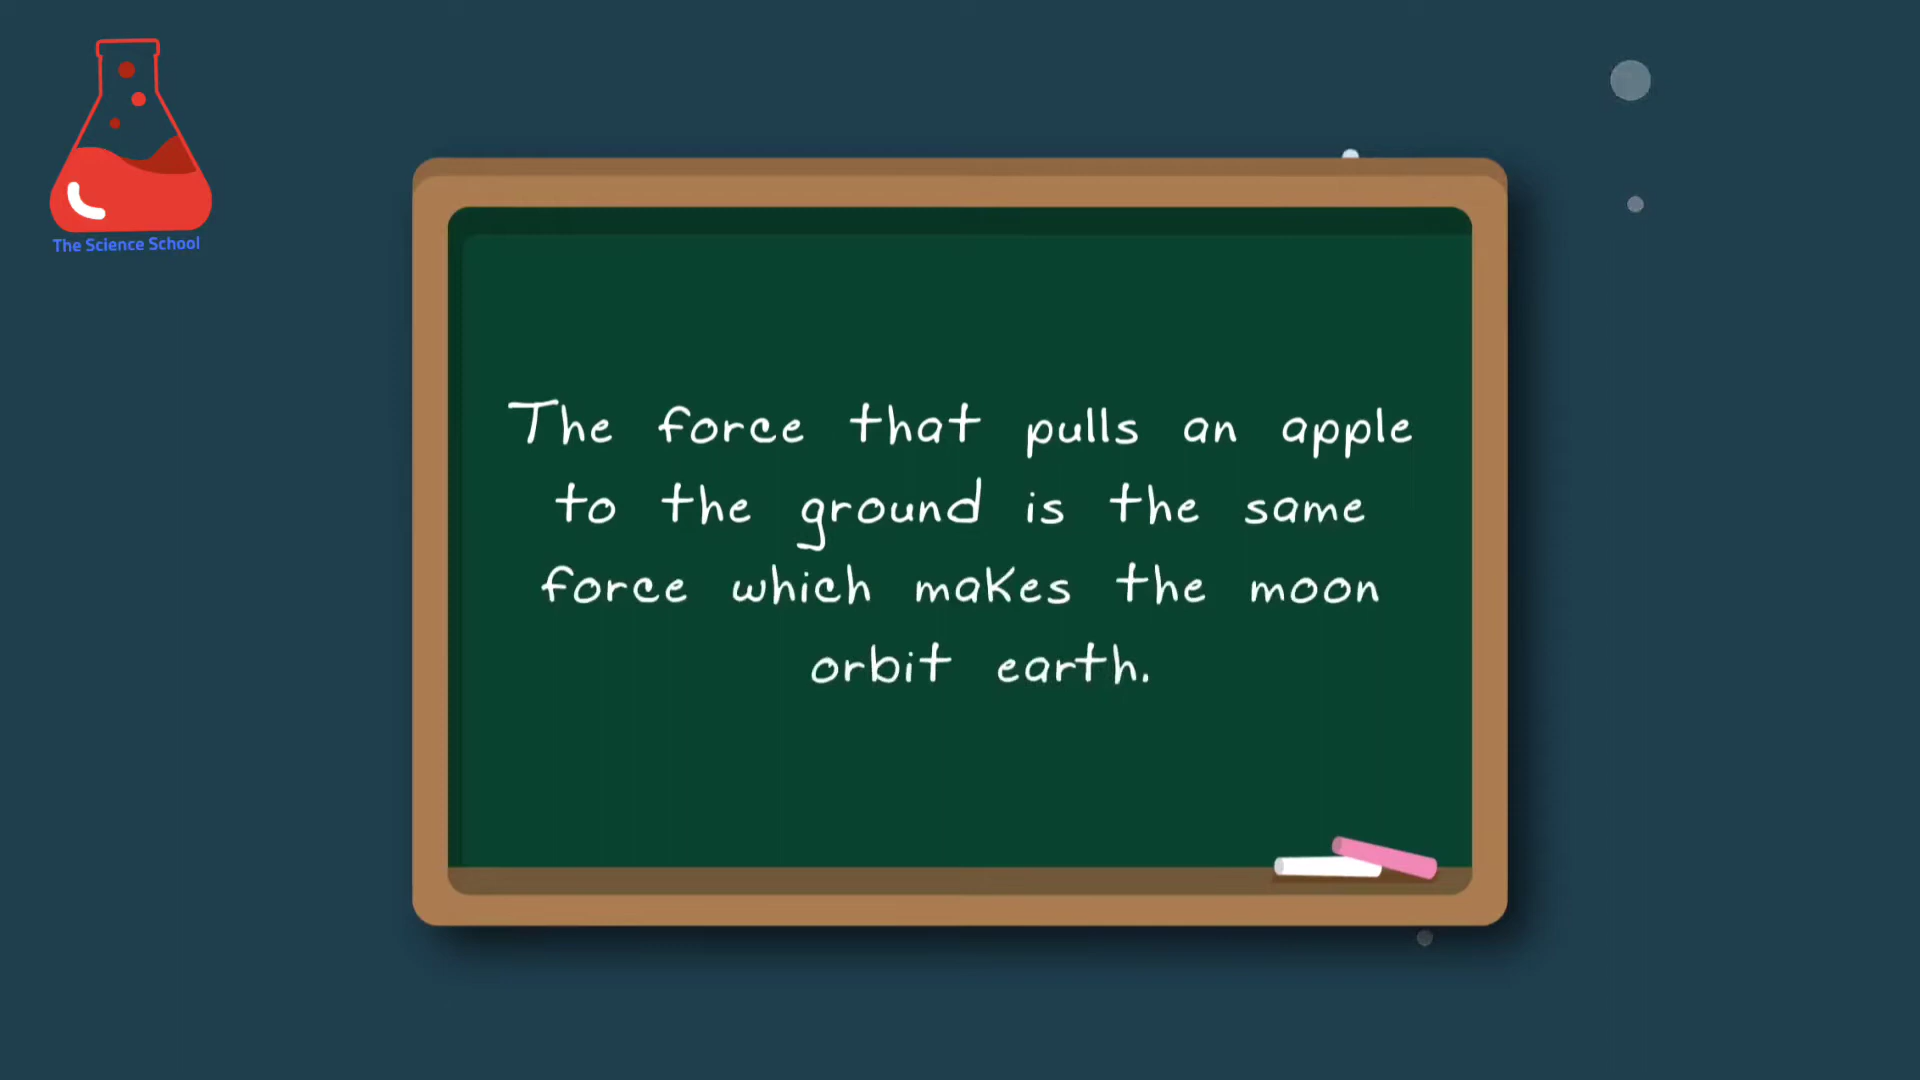 The Science School
The force that pulls an apple
to the ground is the same
force which makes the moon
orbit earth.